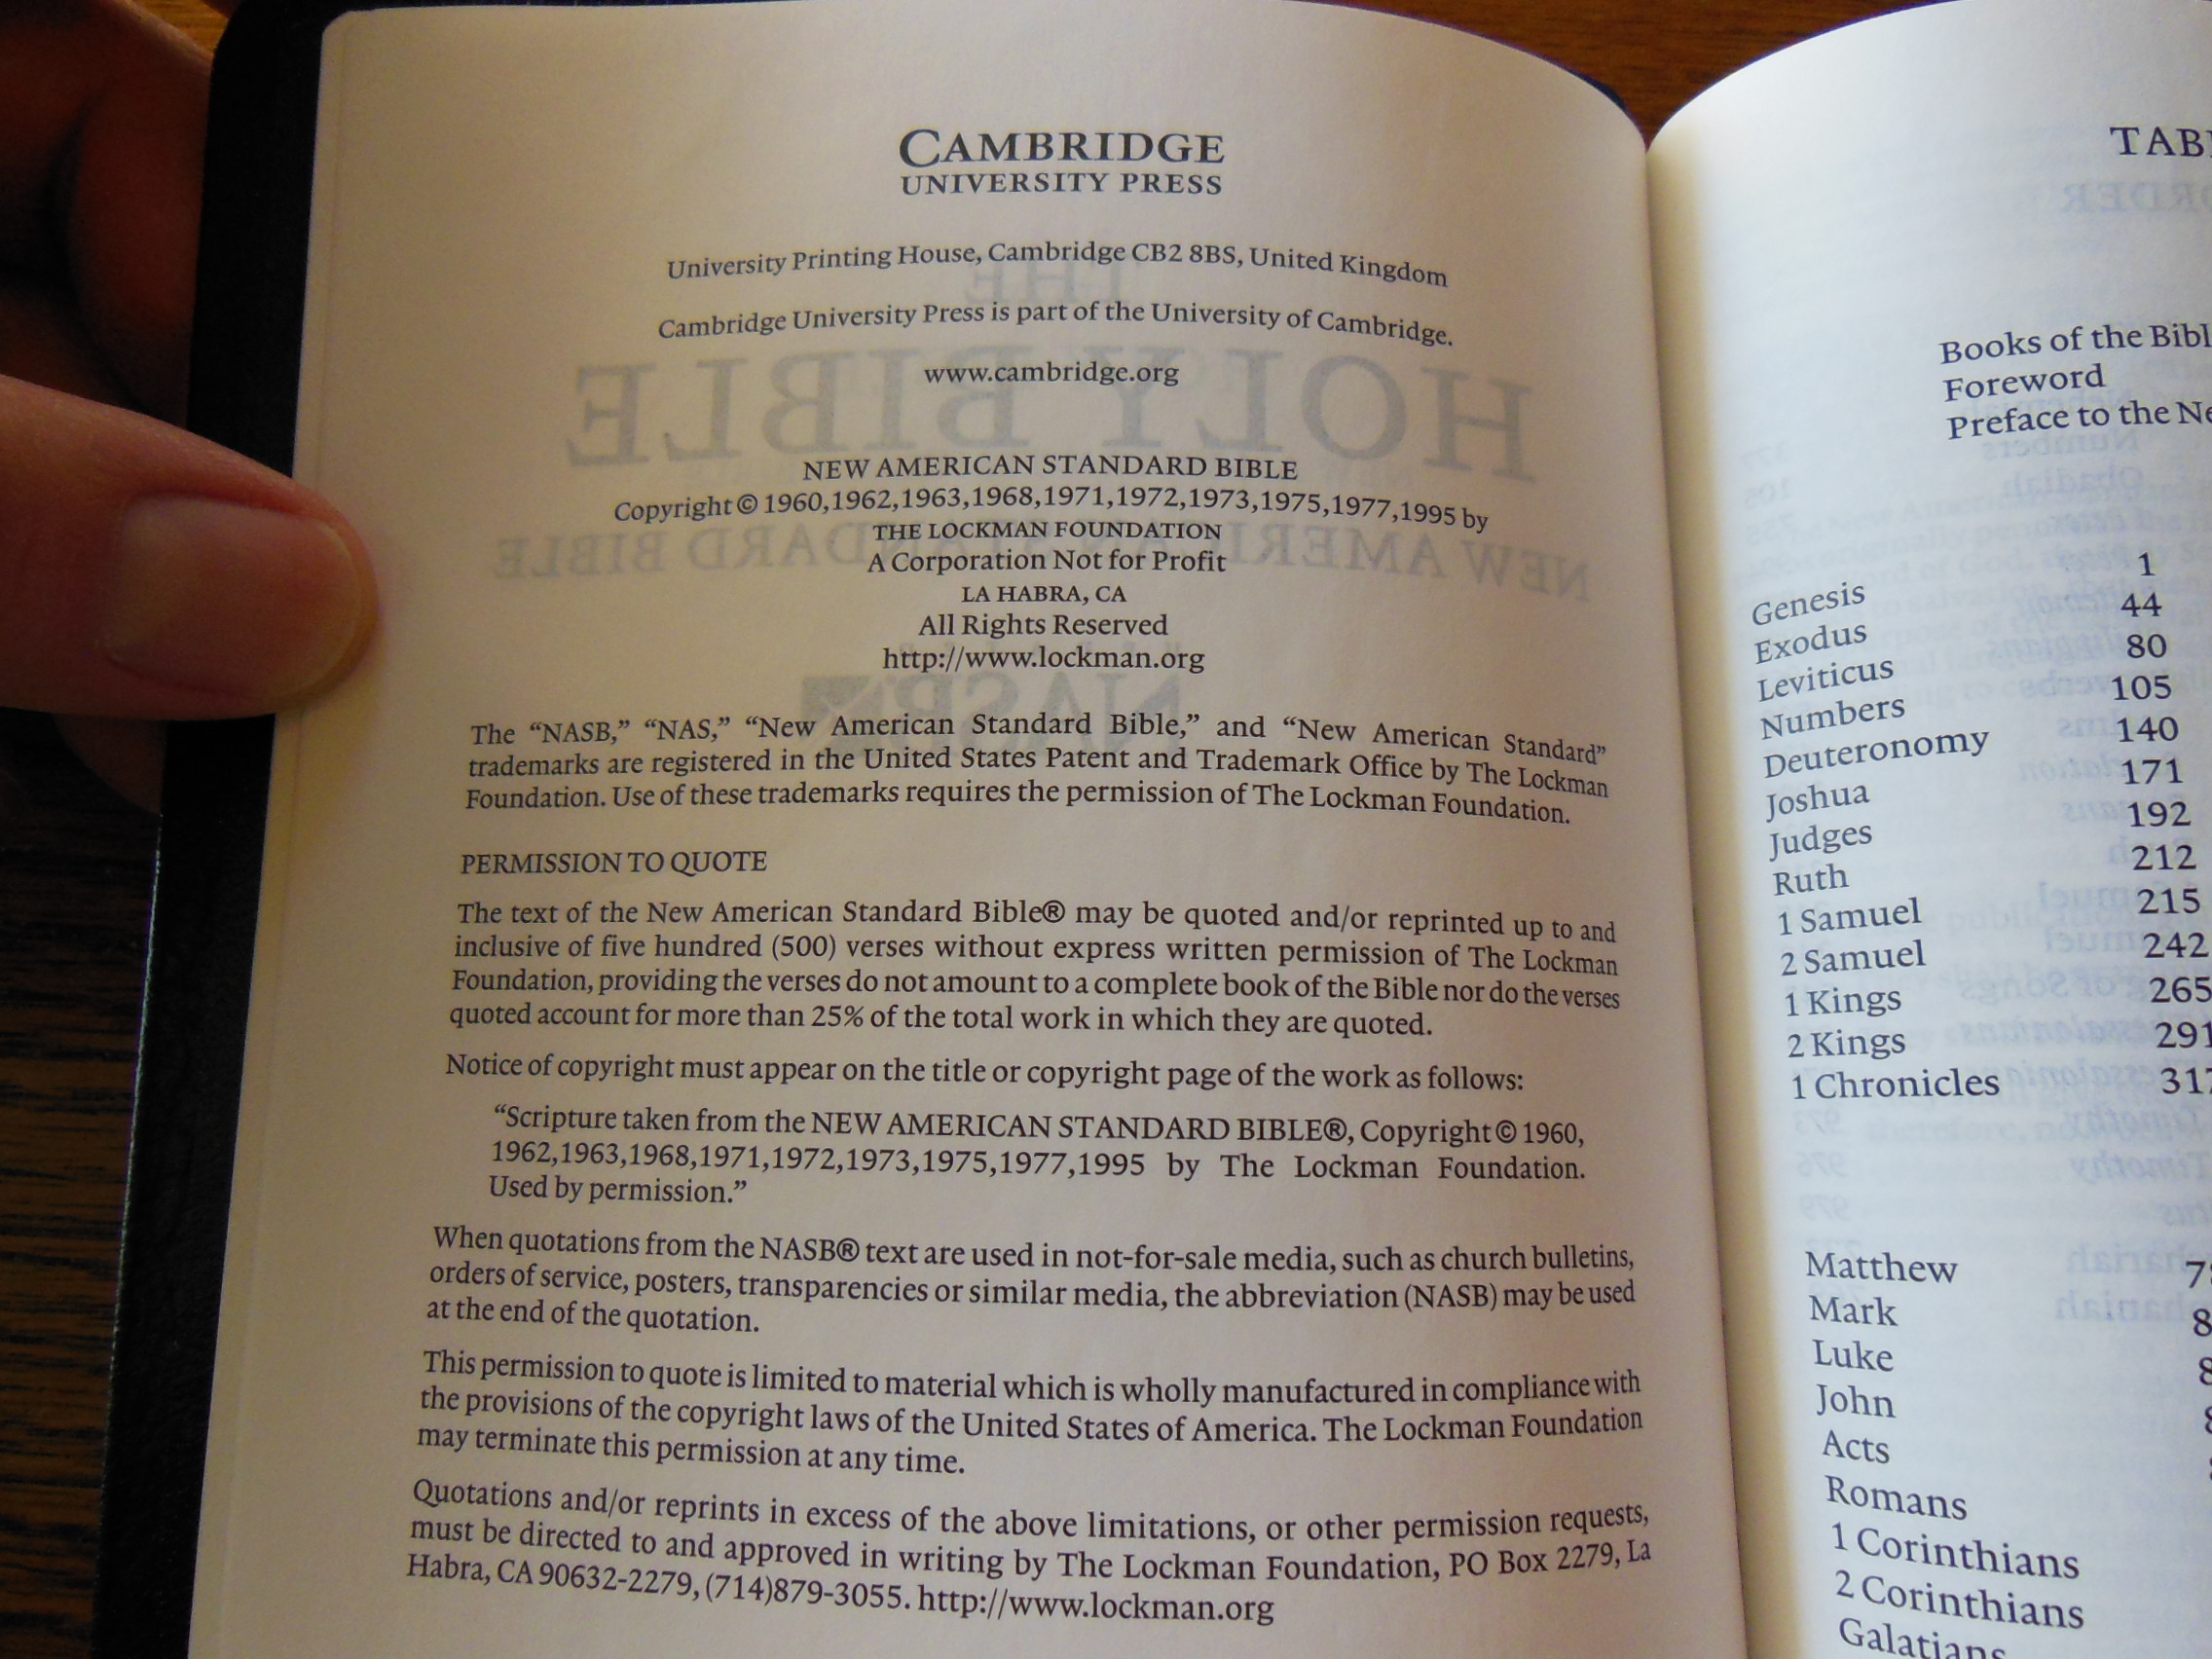 CAMBRIDGE
UNIVERSITY PRESS
University Printing House, Cambridge CB2 8BS, United Kingdom
Cambridge University Press is part of the University of Cambridge.
www.cambridge.org
NEW AMERICAN STANDARD BIBLE
Copyright © 1960,1962,1963,1968,1971,1972,1973,1975,1977,1995 by
THE LOCKMAN FOUNDATION
A Corporation Not for Profit
LA HABRA, CA
All Rights Reserved
http://www.lockman.org
The “NASB,” “NAS,” “New American Standard Bible,” and “New American Standard”
trademarks are registered in the United States Patent and Trademark Office by The Lockman
Foundation. Use of these trademarks requires the permission of The Lockman Foundation.
PERMISSION TO QUOTE
The text of the New American Standard Bible® may be quoted and/or reprinted up to and
inclusive of five hundred (500) verses without express written permission of The Lockman
Foundation, providing the verses do not amount to a complete book of the Bible nor do the verses
quoted account for more than 25% of the total work in which they are quoted.
Notice of copyright must appear on the title or copyright page of the work as follows:
“Scripture taken from the NEW AMERICAN STANDARD BIBLE®, Copyright © 1960,
1962,1963,1968,1971,1972,1973,1975,1977,1995 by The Lockman Foundation.
Used by permission.”
When quotations from the NASB® text are used in not-for-sale media, such as church bulletins,
orders of service, posters, transparencies or similar media, the abbreviation (NASB) may be used
at the end of the quotation.
This permission to quote is limited to material which is wholly manufactured in compliance with
the provisions of the copyright laws of the United States of America. The Lockman Foundation
may terminate this permission at any time.
Quotations and/or reprints in excess of the above limitations, or other permission requests,
must be directed to and approved in writing by The Lockman Foundation, PO Box 2279, La
Habra, CA 90632-2279, (714)879-3055. http://www.lockman.org
TAB
Books of the Bibl
Foreword
Preface to the Ne
Genesis 1
Exodus 44
Leviticus 80
Numbers 105
Deuteronomy 140
Joshua 171
Judges 192
Ruth 212
1 Samuel 215
2 Samuel 242
1 Kings 265
2 Kings 291
1 Chronicles 317
Matthew
Mark
Luke
John
Acts
Romans
1 Corinthians
2 Corinthians
Galatians